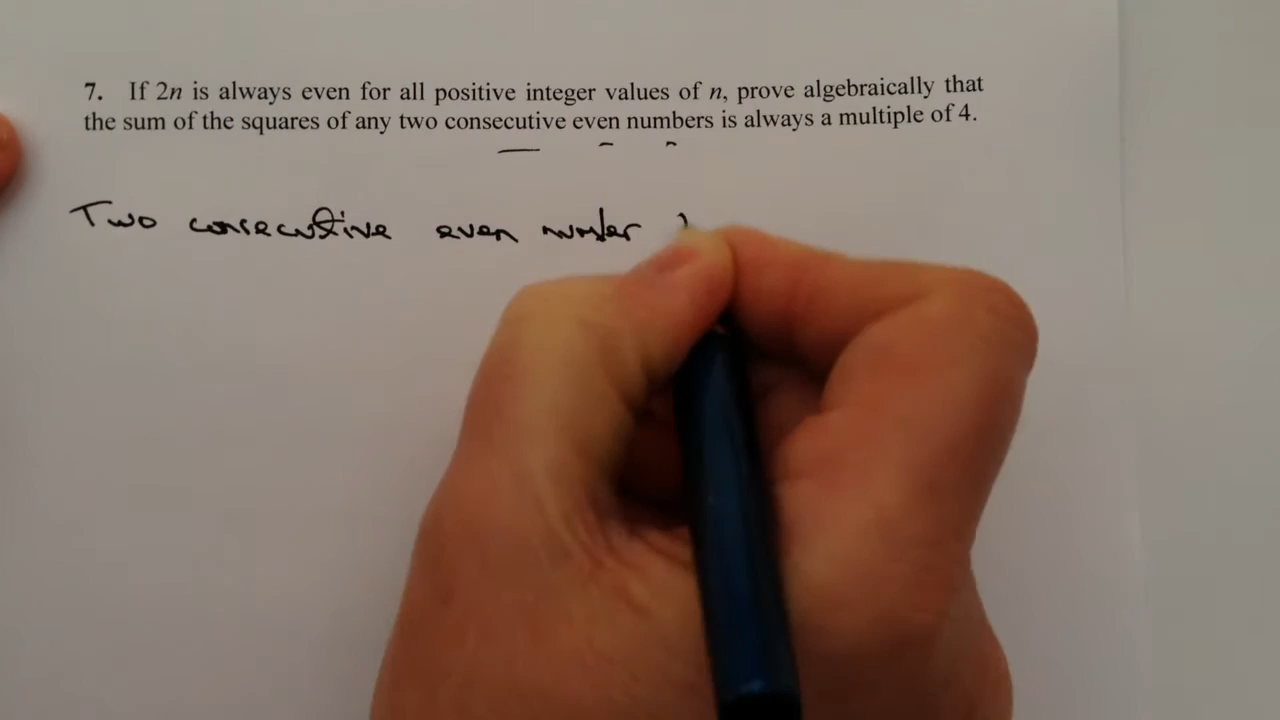 7. If 2n is always even for all positive integer values of n, prove algebraically that
the sum of the squares of any two consecutive even numbers is always a multiple of 4.
Two consecutive even number